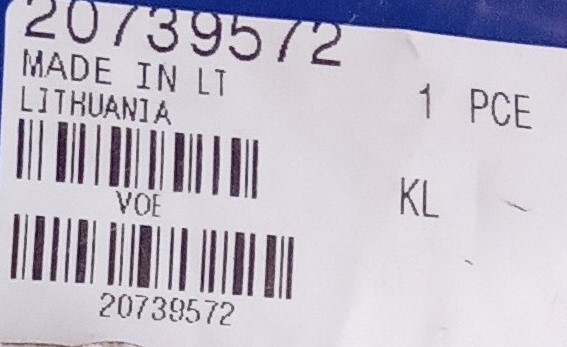 20739572
MADE IN LT
LITHUANIA
1 PCE
VOE
KL
20739572